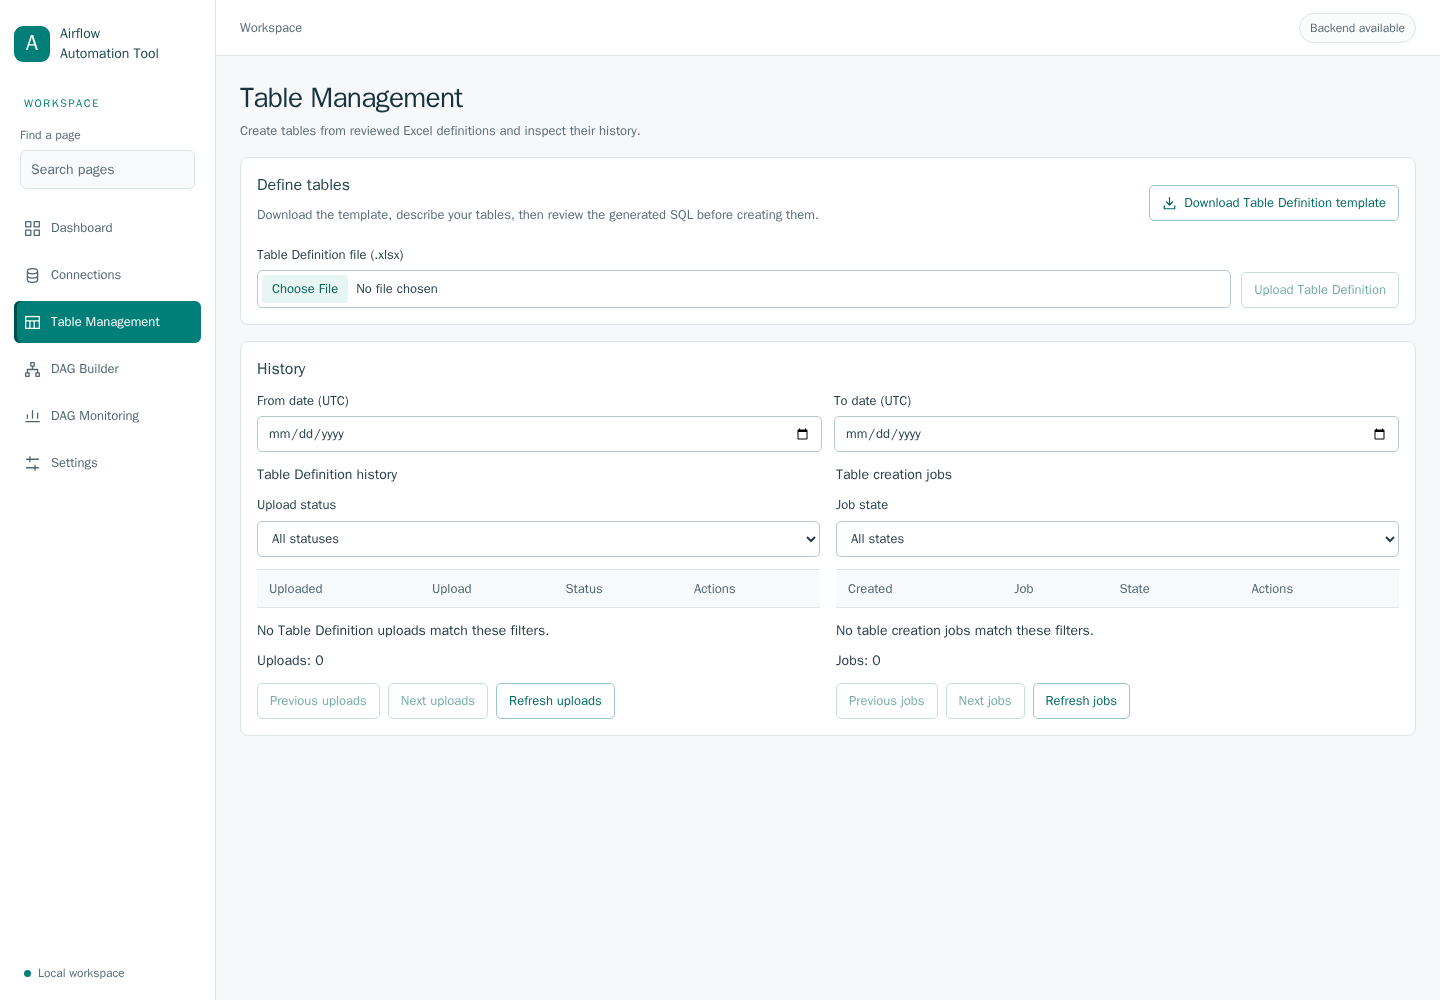 A
Airflow
Automation Tool
WORKSPACE
Find a page
Search pages
Dashboard
Connections
Table Management
DAG Builder
DAG Monitoring
Settings
Local workspace
Workspace
Backend available
Table Management
Create tables from reviewed Excel definitions and inspect their history.
Define tables
Download the template, describe your tables, then review the generated SQL before creating them.
Download Table Definition template
Table Definition file (.xlsx)
Choose File No file chosen
Upload Table Definition
History
From date (UTC)
mm/dd/yyyy
To date (UTC)
mm/dd/yyyy
Table Definition history
Upload status
All statuses
Uploaded Upload Status Actions
No Table Definition uploads match these filters.
Uploads: 0
Previous uploads Next uploads Refresh uploads
Table creation jobs
Job state
All states
Created Job State Actions
No table creation jobs match these filters.
Jobs: 0
Previous jobs Next jobs Refresh jobs